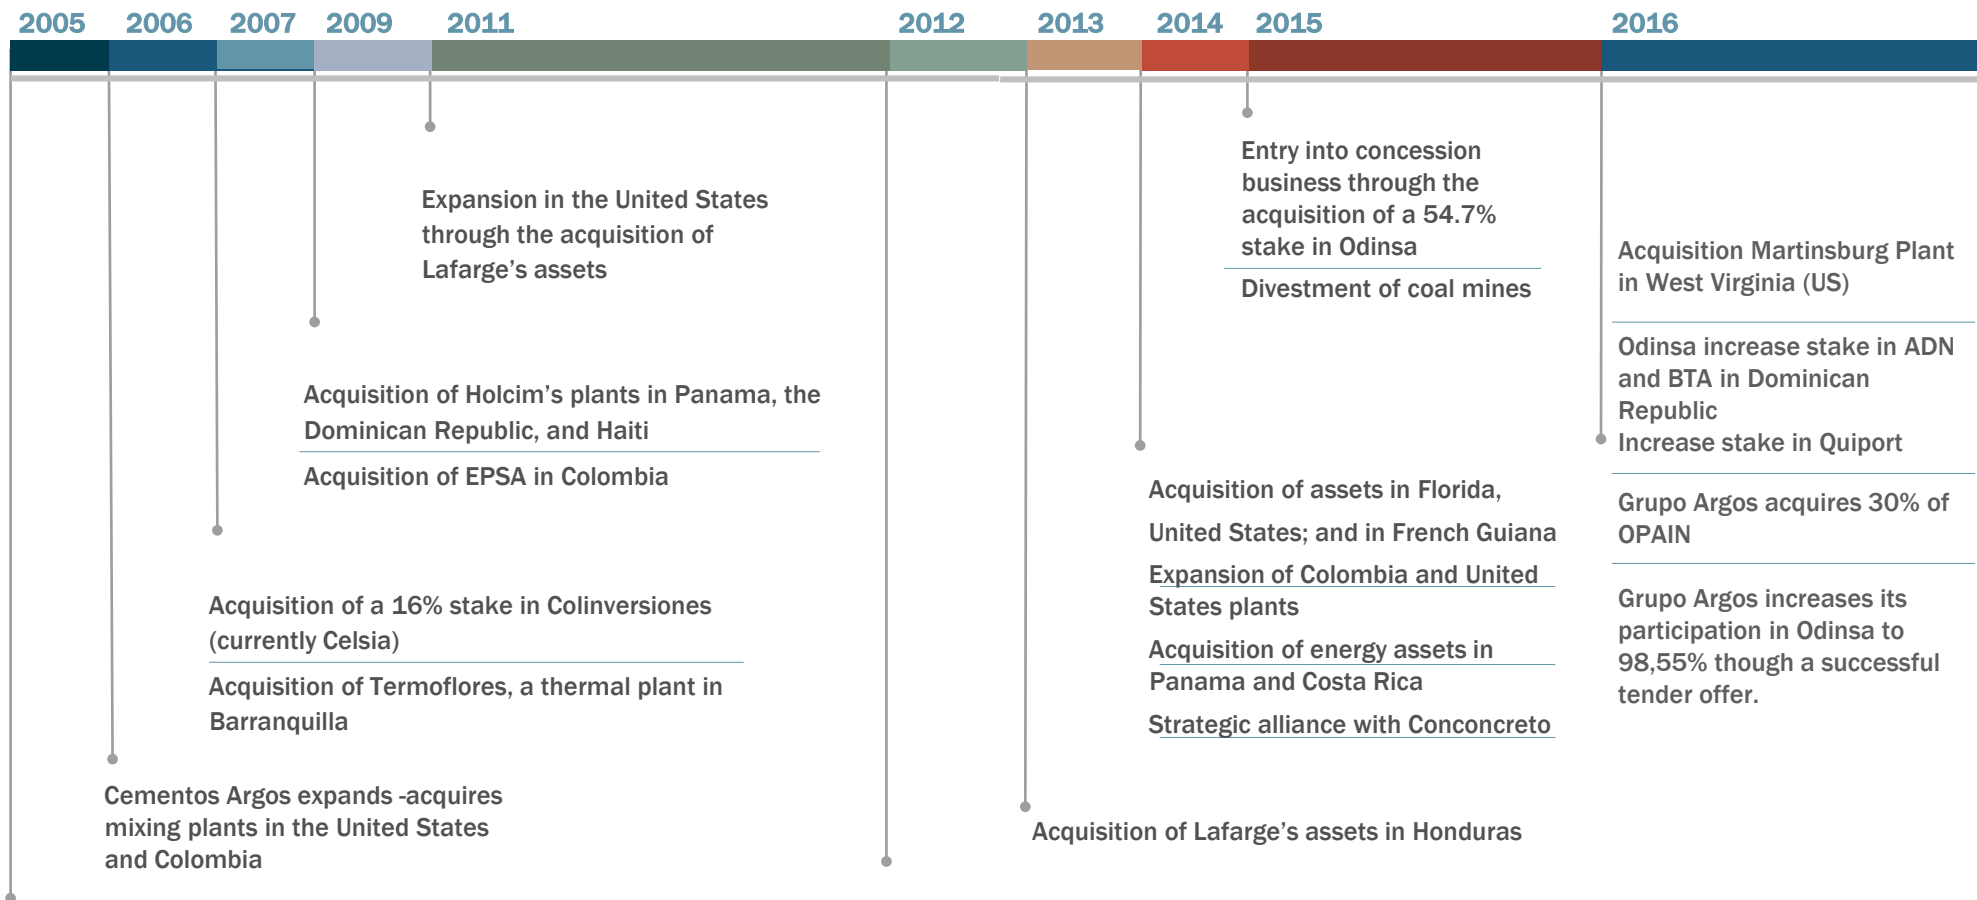 2005
2006
2007
2009
2011
2012
2013
2014
2015
2016
Expansion in the United States
through the acquisition of
Lafarge's assets
Acquisition of Holcim's plants in Panama, the
Dominican Republic, and Haiti
Acquisition of EPSA in Colombia
Acquisition of a 16% stake in Colinversiones
(currently Celsia)
Acquisition of Termoflores, a thermal plant in
Barranquilla
Cementos Argos expands -acquires
mixing plants in the United States
and Colombia
Entry into concession
business through the
acquisition of a 54.7%
stake in Odinsa
Divestment of coal mines
Acquisition of assets in Florida,
United States; and in French Guiana
Expansion of Colombia and United
States plants
Acquisition of energy assets in
Panama and Costa Rica
Strategic alliance with Conconcreto
Acquisition of Lafarge's assets in Honduras
Acquisition Martinsburg Plant
in West Virginia (US)
Odinsa increase stake in ADN
and BTA in Dominican
Republic
Increase stake in Quiport
Grupo Argos acquires 30% of
OPAIN
Grupo Argos increases its
participation in Odinsa to
98,55% though a successful
tender offer.